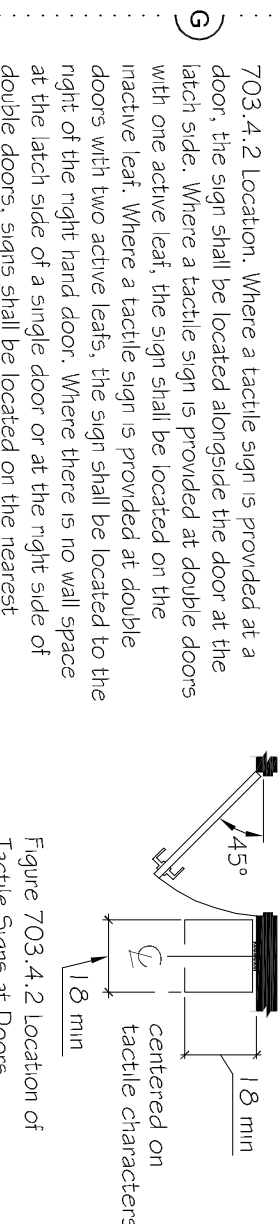 G
703.4.2 Location. Where a tactile sign is provided at a
door, the sign shall be located alongside the door at the
latch side. Where a tactile sign is provided at double doors
with one active leaf, the sign shall be located on the
inactive leaf. Where a tactile sign is provided at double
doors with two active leafs, the sign shall be located to the
right of the right hand door. Where there is no wall space
at the latch side of a single door or at the right side of
double doors, signs shall be located on the nearest
45°
18 min
18 min
centered on
tactile characters
Figure 703.4.2 Location of
Tactile Signs at Doors